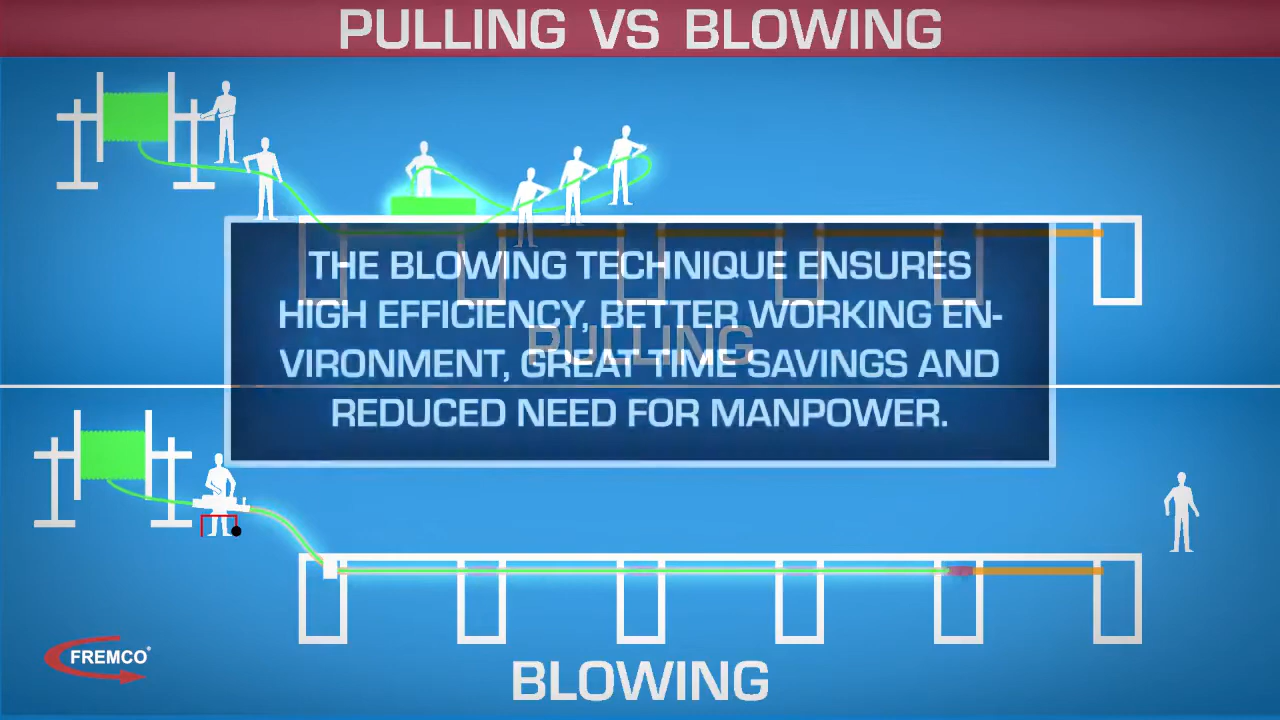 PULLING VS BLOWING
THE BLOWING TECHNIQUE ENSURES
HIGH EFFICIENCY, BETTER WORKING EN-
VIRONMENT, GREAT TIME SAVINGS AND
REDUCED NEED FOR MANPOWER.
PULLING
FREMCO
BLOWING